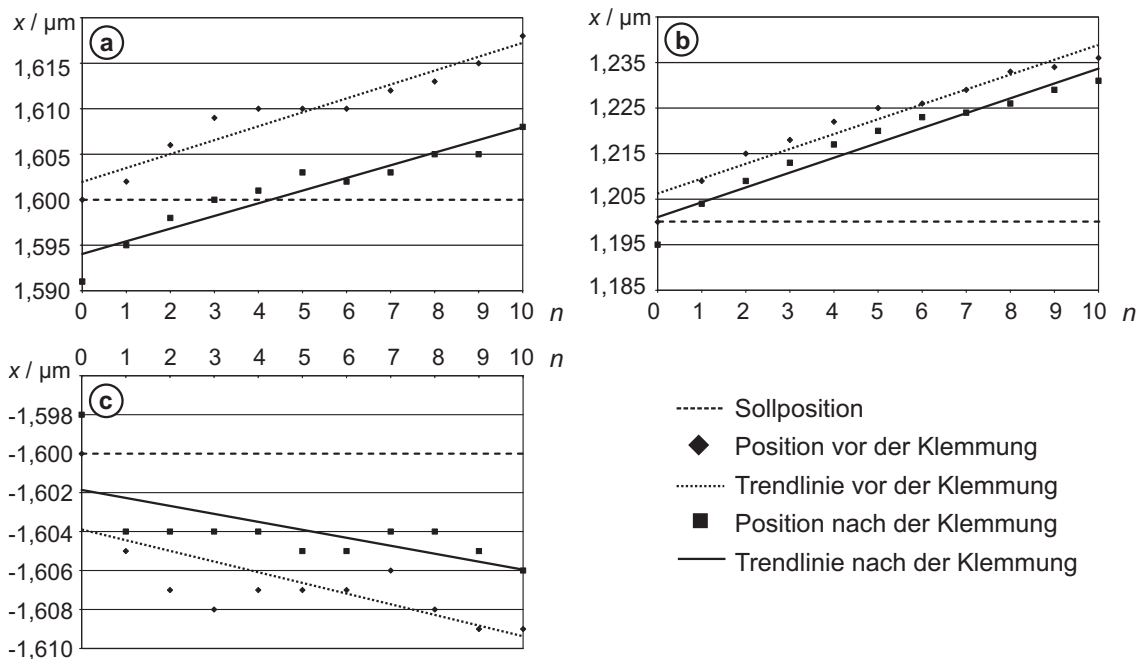 x / µm
a
1,615
1,610
1,605
1,600
1,595
1,590
0 1 2 3 4 5 6 7 8 9 10 n
x / µm
b
1,235
1,225
1,215
1,205
1,195
1,185
0 1 2 3 4 5 6 7 8 9 10 n
0 1 2 3 4 5 6 7 8 9 10 n
x / µm
c
-1,598
-1,600
-1,602
-1,604
-1,606
-1,608
-1,610
Sollposition
Position vor der Klemmung
Trendlinie vor der Klemmung
Position nach der Klemmung
Trendlinie nach der Klemmung